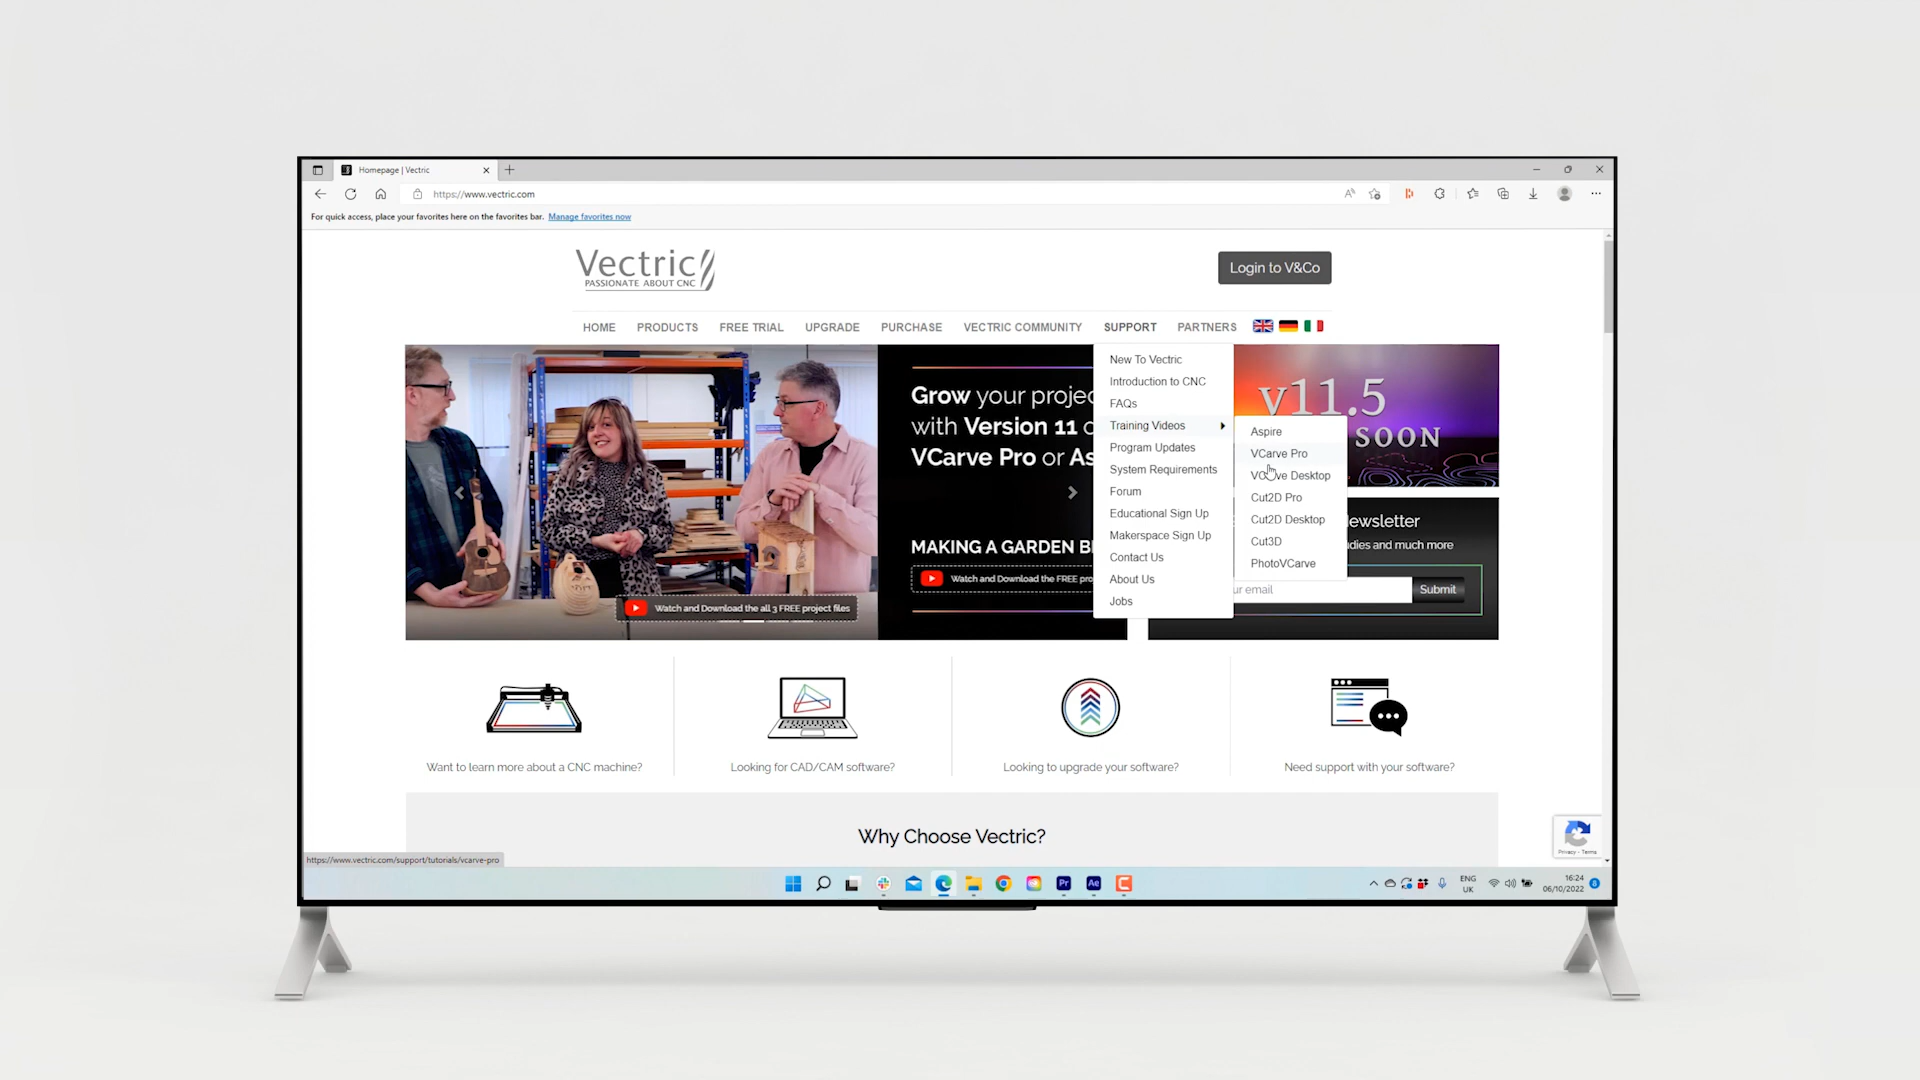 Homepage | Vectric
https://www.vectric.com
For quick access, place your favorites here on the favorites bar. Manage favorites now
Vectric
PASSIONATE ABOUT CNC
Login to V&Co
HOME PRODUCTS FREE TRIAL UPGRADE PURCHASE VECTRIC COMMUNITY SUPPORT PARTNERS
New To Vectric
Introduction to CNC
FAQs
Training Videos
Program Updates
System Requirements
Forum
Educational Sign Up
Makerspace Sign Up
Contact Us
About Us
Jobs
Aspire
VCarve Pro
Desktop
Cut2D Pro
Cut2D Desktop
Cut3D
PhotoVCarve
Grow your
with Version 11
VCarve Pro or
MAKING A GARDEN
Watch and Download the FREE
Watch and Download the all 3 FREE project files
v11.5
SOON
and much more
email
Submit
Want to learn more about a CNC machine?
Looking for CAD/CAM software?
Looking to upgrade your software?
Need support with your software?
Why Choose Vectric?
Privacy - Terms
https://www.vectric.com/support/tutorials/vcarve-pro
Pr
Ae
ENG
UK
16:24
06/10/2022